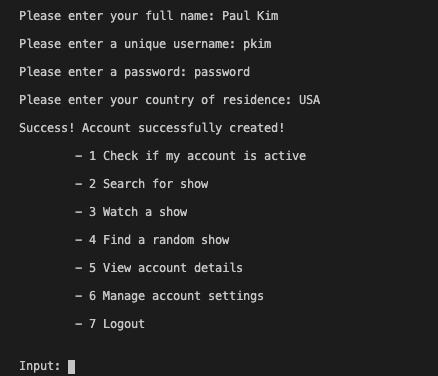 Please enter your full name: Paul Kim
Please enter a unique username: pkim
Please enter a password: password
Please enter your country of residence: USA
Success! Account successfully created!
– 1 Check if my account is active
– 2 Search for show
– 3 Watch a show
– 4 Find a random show
– 5 View account details
– 6 Manage account settings
– 7 Logout
Input: